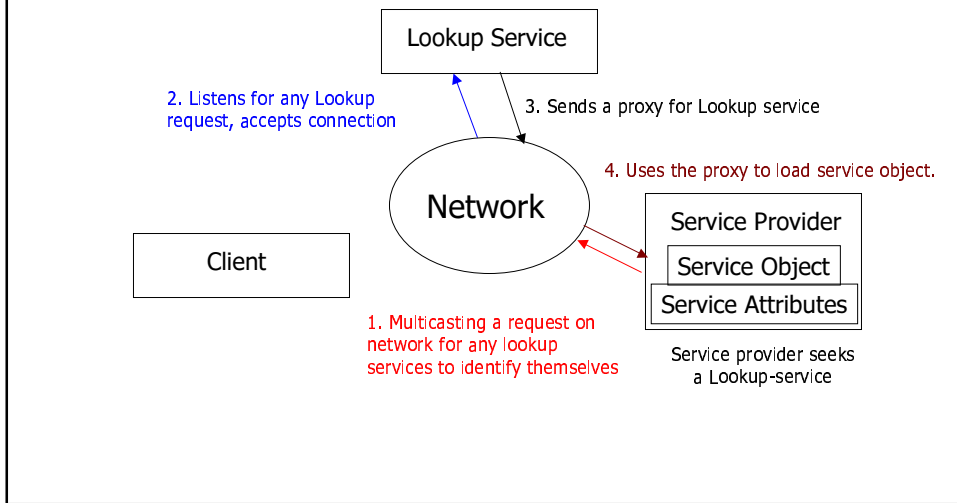 Lookup Service
2. Listens for any Lookup
request, accepts connection
3. Sends a proxy for Lookup service
4. Uses the proxy to load service object.
Network
Service Provider
Client
Service Object
Service Attributes
1. Multicasting a request on
network for any lookup
services to identify themselves
Service provider seeks
a Lookup-service